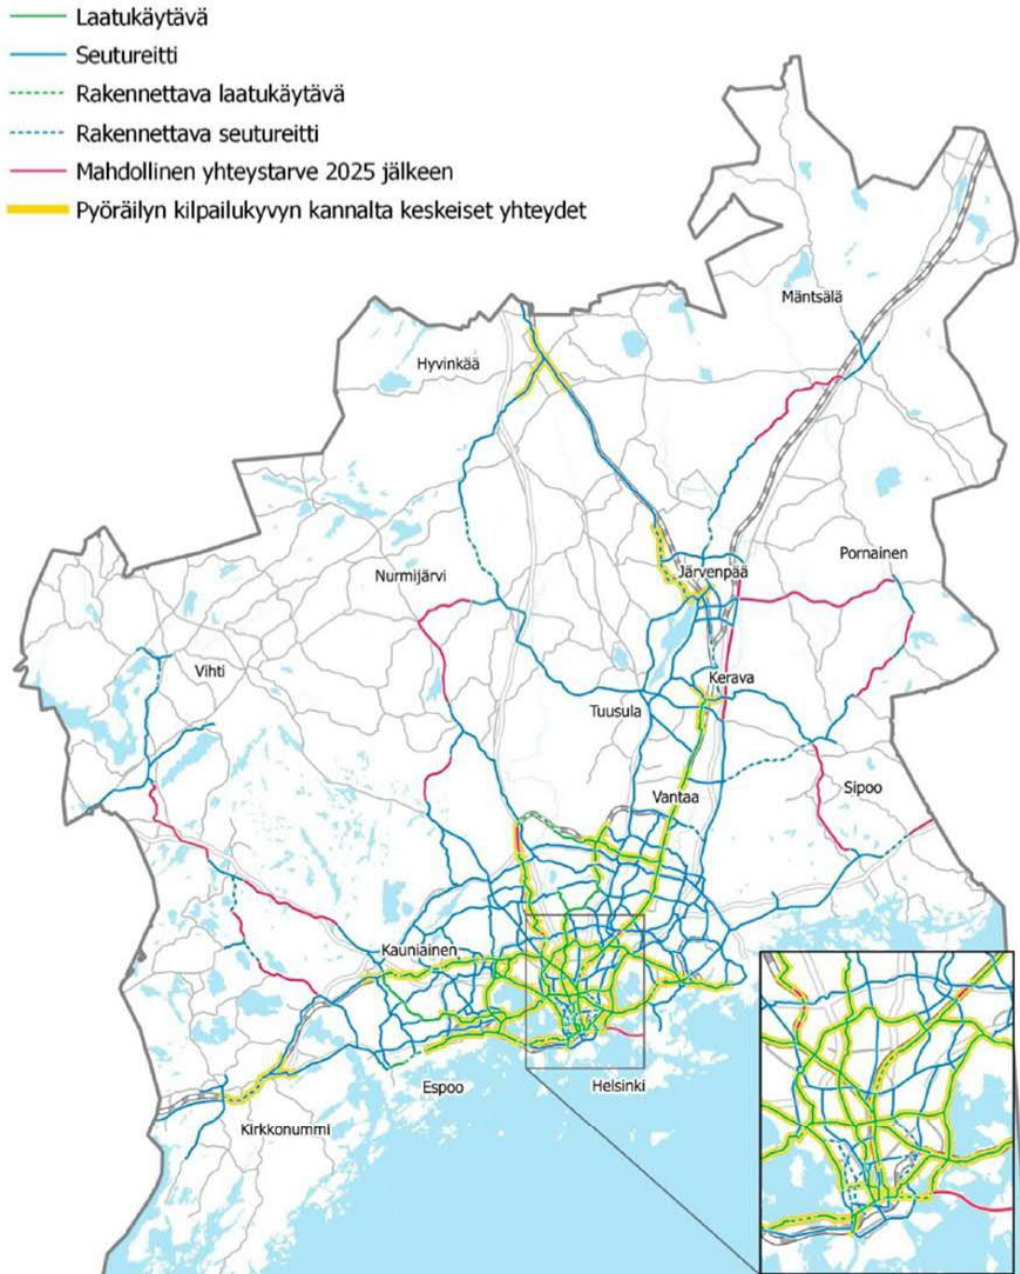 Laatukäytävä
Seutureitti
Rakennettava laatukäytävä
Rakennettava seutureitti
Mahdollinen yhteystarve 2025 jälkeen
Pyöräilyn kilpailukyvyn kannalta keskeiset yhteydet
Mäntsälä
Hyvinkää
Pornainen
Järvenpää
Nurmijärvi
Vihti
Kerava
Tuusula
Sipoo
Vantaa
Kauniainen
Espoo
Helsinki
Kirkkonummi